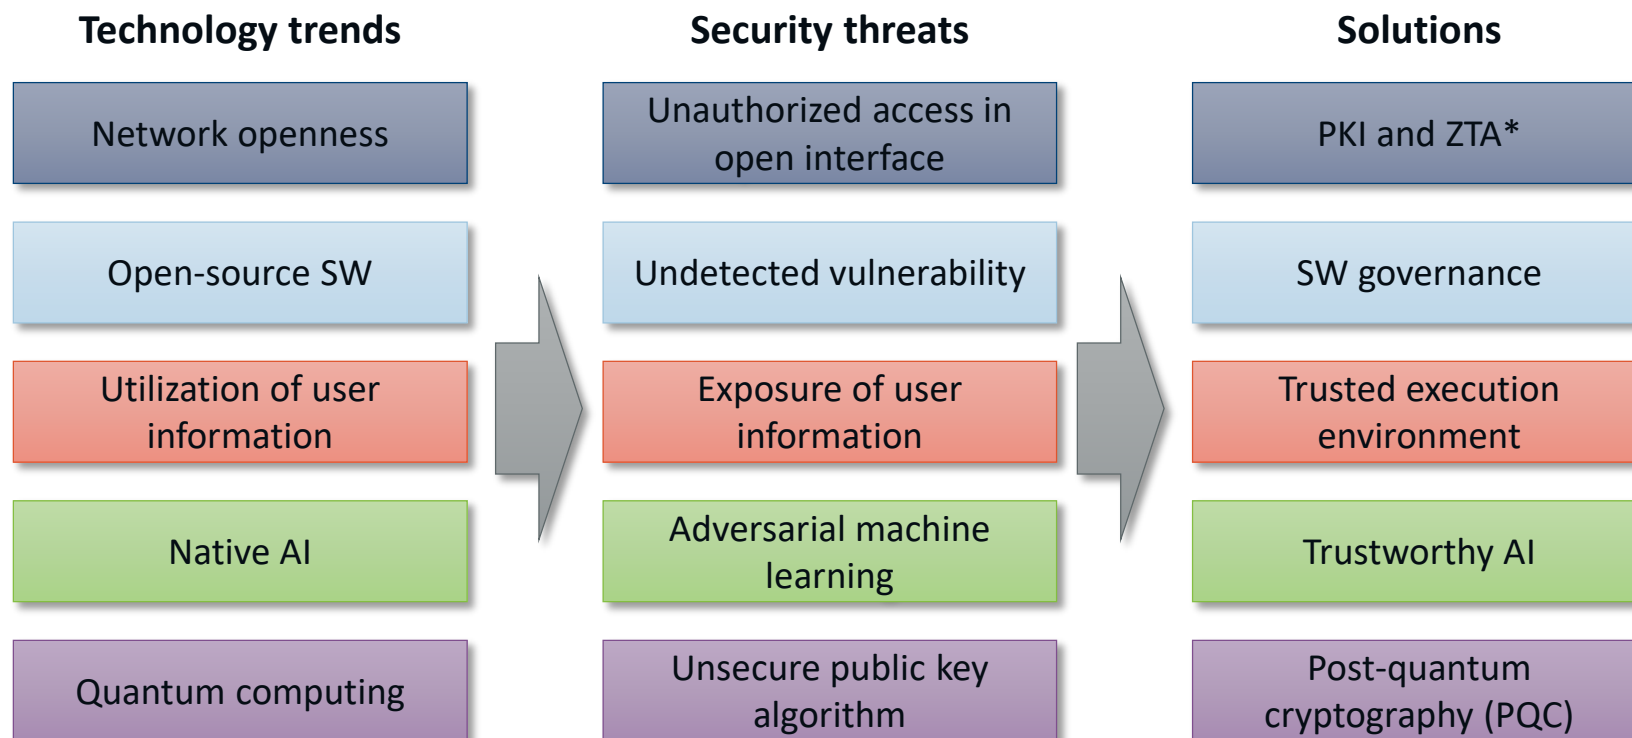 Technology trends
Security threats
Solutions
Network openness
Unauthorized access in
open interface
PKI and ZTA*
Open-source SW
Undetected vulnerability
SW governance
Utilization of user
information
Exposure of user
information
Trusted execution
environment
Native AI
Adversarial machine
learning
Trustworthy AI
Quantum computing
Unsecure public key
algorithm
Post-quantum
cryptography (PQC)